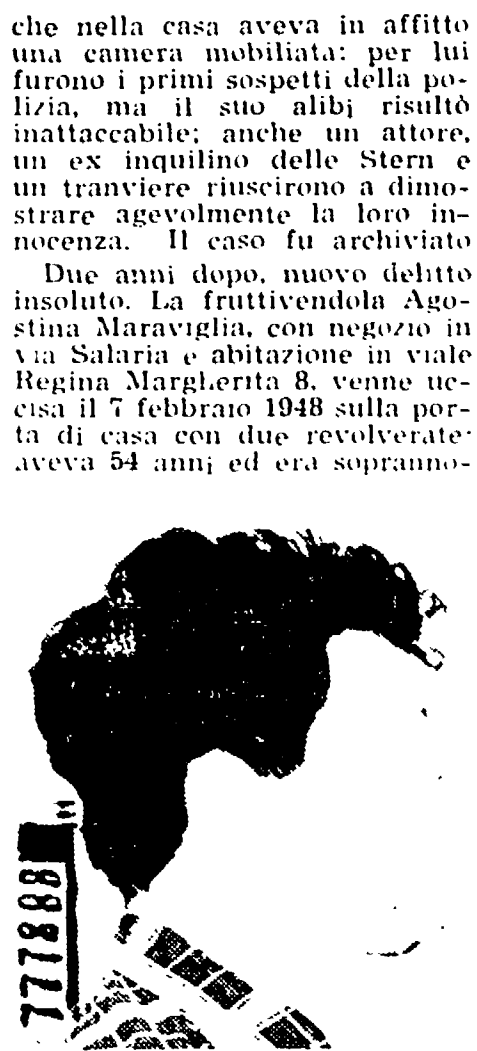 che nella casa aveva in affitto
una camera mobiliata: per lui
furono i primi sospetti della po-
lizia, ma il suo alibi risultò
inattaccabile; anche un attore,
un ex inquilino delle Stern e
un tranviere riuscirono a dimo-
strare agevolmente la loro in-
nocenza. Il caso fu archiviato
Due anni dopo, nuovo delitto
insoluto. La fruttivendola Ago-
stina Maraviglia, con negozio in
via Salaria e abitazione in viale
Regina Margherita 8, venne uc-
cisa il 7 febbraio 1948 sulla por-
ta di casa con due revolverate:
aveva 54 anni ed era sopranno-
777888